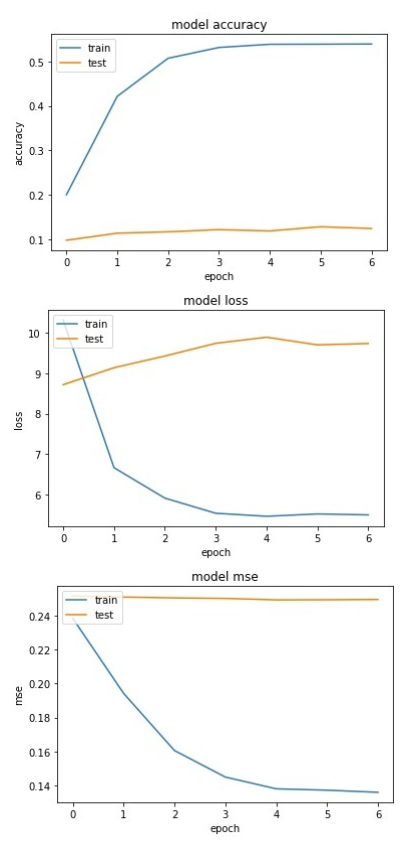 model accuracy
train
test
0.5
0.4
0.3
0.2
0.1
accuracy
0 1 2 3 4 5 6
epoch
model loss
train
test
10
9
8
7
6
loss
0 1 2 3 4 5 6
epoch
model mse
train
test
0.24
0.22
0.20
0.18
0.16
0.14
mse
0 1 2 3 4 5 6
epoch